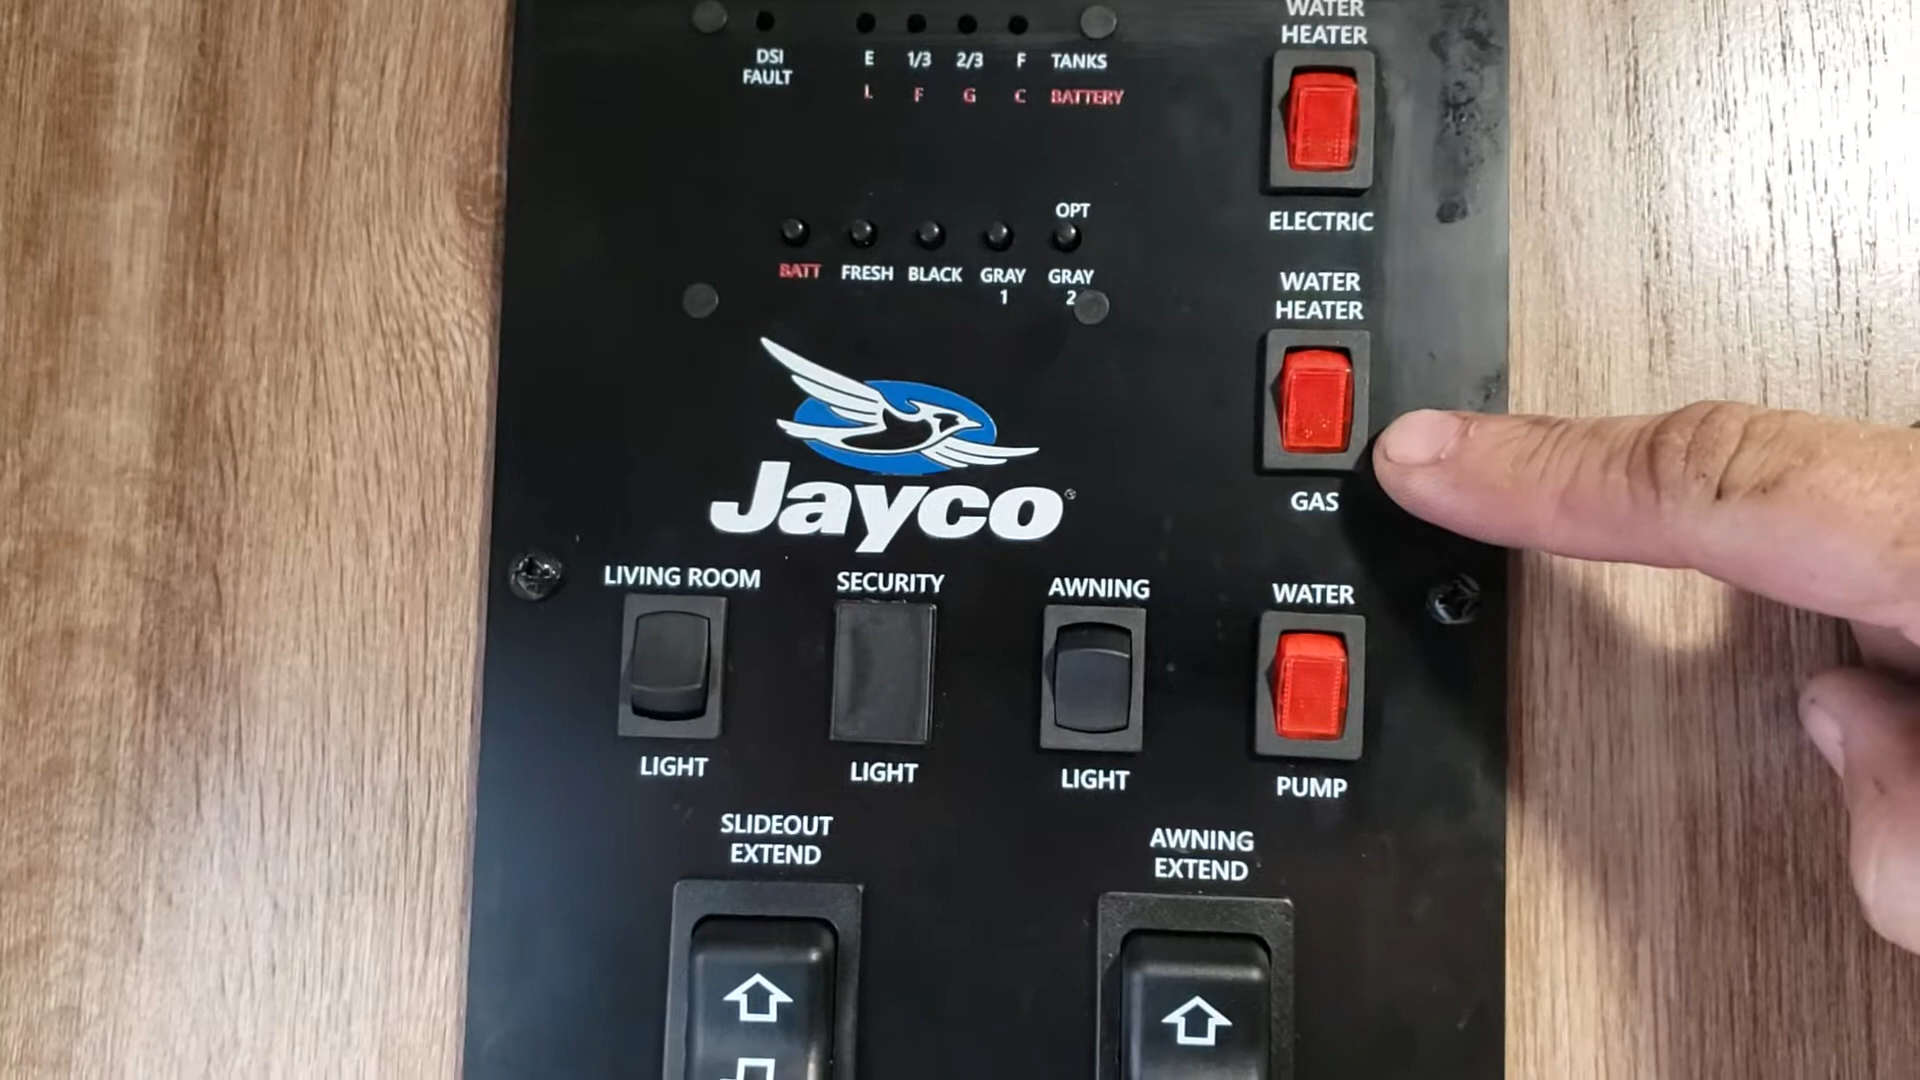 WATER
HEATER
DSI
FAULT
E 1/3 2/3 F TANKS
L F G C BATTERY
ELECTRIC
OPT
BATT FRESH BLACK GRAY
1 GRAY
2
WATER
HEATER
GAS
Jayco®
LIVING ROOM
LIGHT
SECURITY
LIGHT
AWNING
LIGHT
WATER
PUMP
SLIDEOUT
EXTEND
AWNING
EXTEND